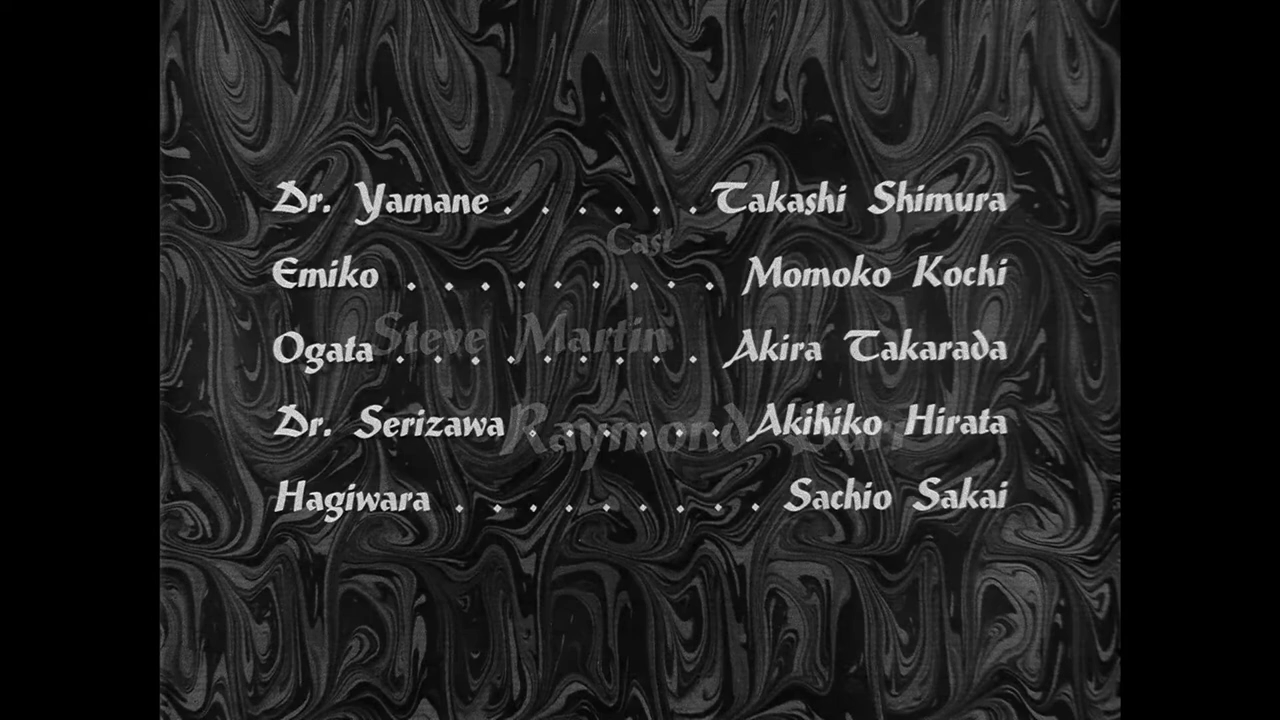 Dr. Yamane . . . . . . Takashi Shimura
Cast
Emiko . . . . . . . . . Momoko Kochi
Steve Martin
Ogata . . . . . . . . . Akira Takarada
Dr. Serizawa . . . . . . Akihiko Hirata
Raymond
Hagiwara . . . . . . . . . Sachio Sakai